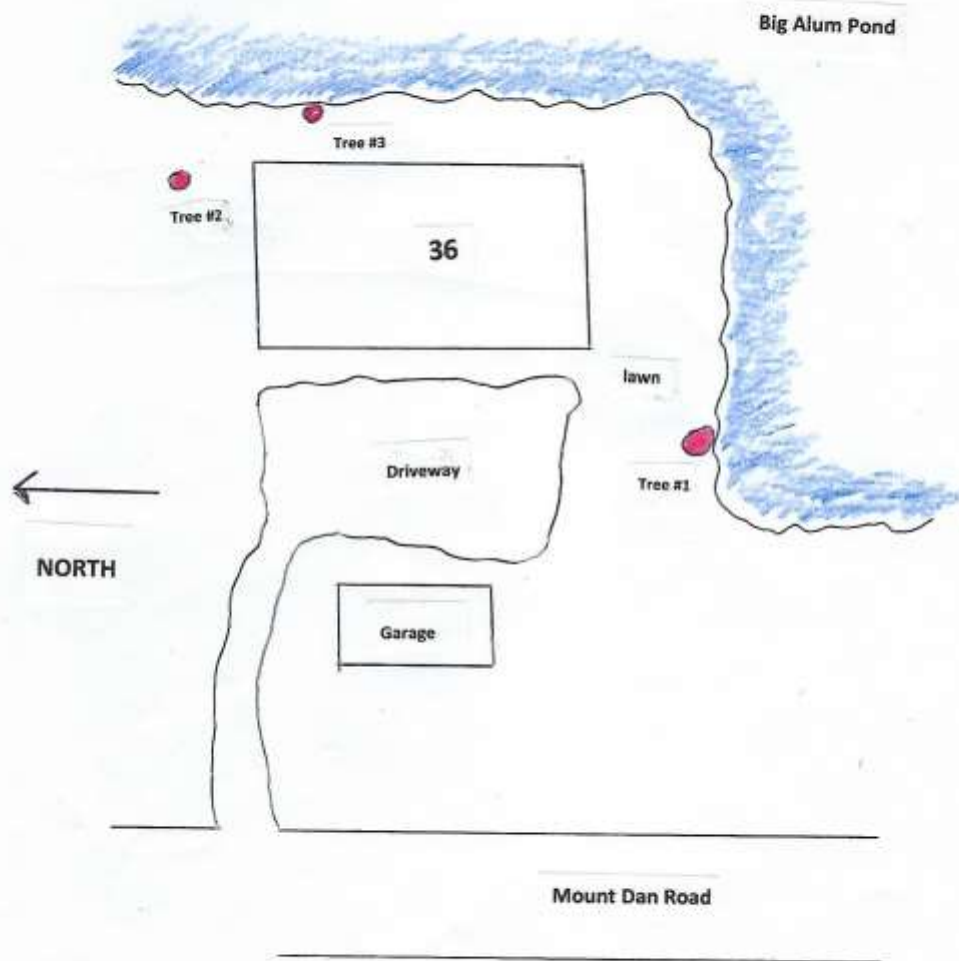 Big Alum Pond
Tree #3
Tree #2
36
lawn
Driveway
Tree #1
NORTH
Garage
Mount Dan Road